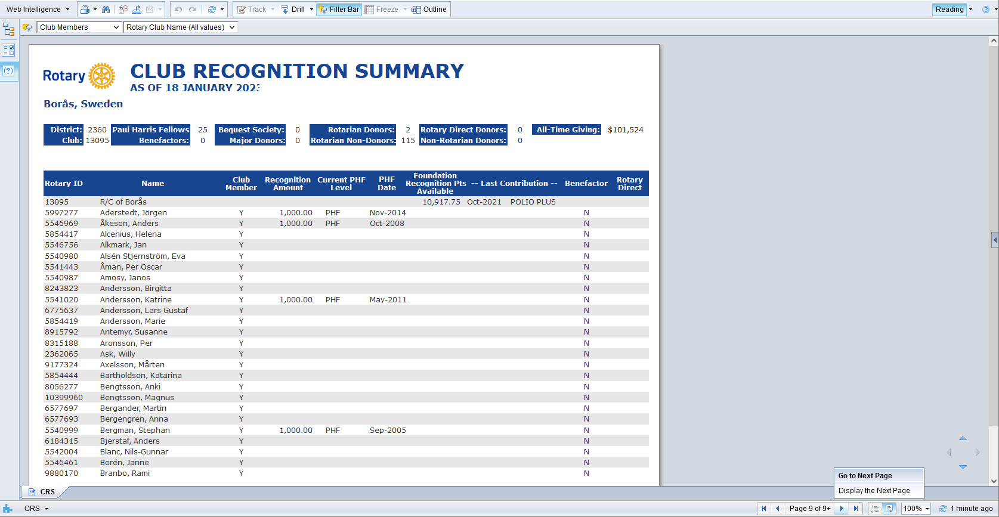 Web Intelligence Track Drill Filter Bar Freeze Outline Reading
Club Members Rotary Club Name (All values)
Rotary
CLUB RECOGNITION SUMMARY
AS OF 18 JANUARY 2023
Borås, Sweden
District: 2360 Paul Harris Fellows: 25 Bequest Society: 0 Rotarian Donors: 2 Rotary Direct Donors: 0 All-Time Giving: $101,524
Club: 13095 Benefactors: 0 Major Donors: 0 Rotarian Non-Donors: 115 Non-Rotarian Donors: 0
Rotary ID Name Club Member Recognition Amount Current PHF Level PHF Date Foundation Recognition Pts Available -- Last Contribution -- Benefactor Rotary Direct
13095 R/C of Borås 10,917.75 Oct-2021 POLIO PLUS
5997277 Aderstedt, Jörgen Y 1,000.00 PHF Nov-2014 N
5546969 Åkeson, Anders Y 1,000.00 PHF Oct-2008 N
5854417 Alcenius, Helena Y N
5546756 Alkmark, Jan Y N
5540980 Alsén Stjernström, Eva Y N
5541443 Åman, Per Oscar Y N
5540987 Amosy, Janos Y N
8243823 Andersson, Birgitta Y N
5541020 Andersson, Katrine Y 1,000.00 PHF May-2011 N
6775637 Andersson, Lars Gustaf Y N
5854419 Andersson, Marie Y N
8915792 Antemyr, Susanne Y N
8315188 Aronsson, Per Y N
2362065 Ask, Willy Y N
9177324 Axelsson, Mårten Y N
5854444 Bartholdson, Katarina Y N
8056277 Bengtsson, Anki Y N
10399960 Bengtsson, Magnus Y N
6577697 Bergander, Martin Y N
6577693 Bergengren, Anna Y N
5540999 Bergman, Stephan Y 1,000.00 PHF Sep-2005 N
6184315 Bjerstaf, Anders Y N
5542004 Blanc, Nils-Gunnar Y N
5546461 Borén, Janne Y N
9880170 Branbo, Rami Y N
Go to Next Page
Display the Next Page
CRS
CRS Page 9 of 9+ 100% 1 minute ago